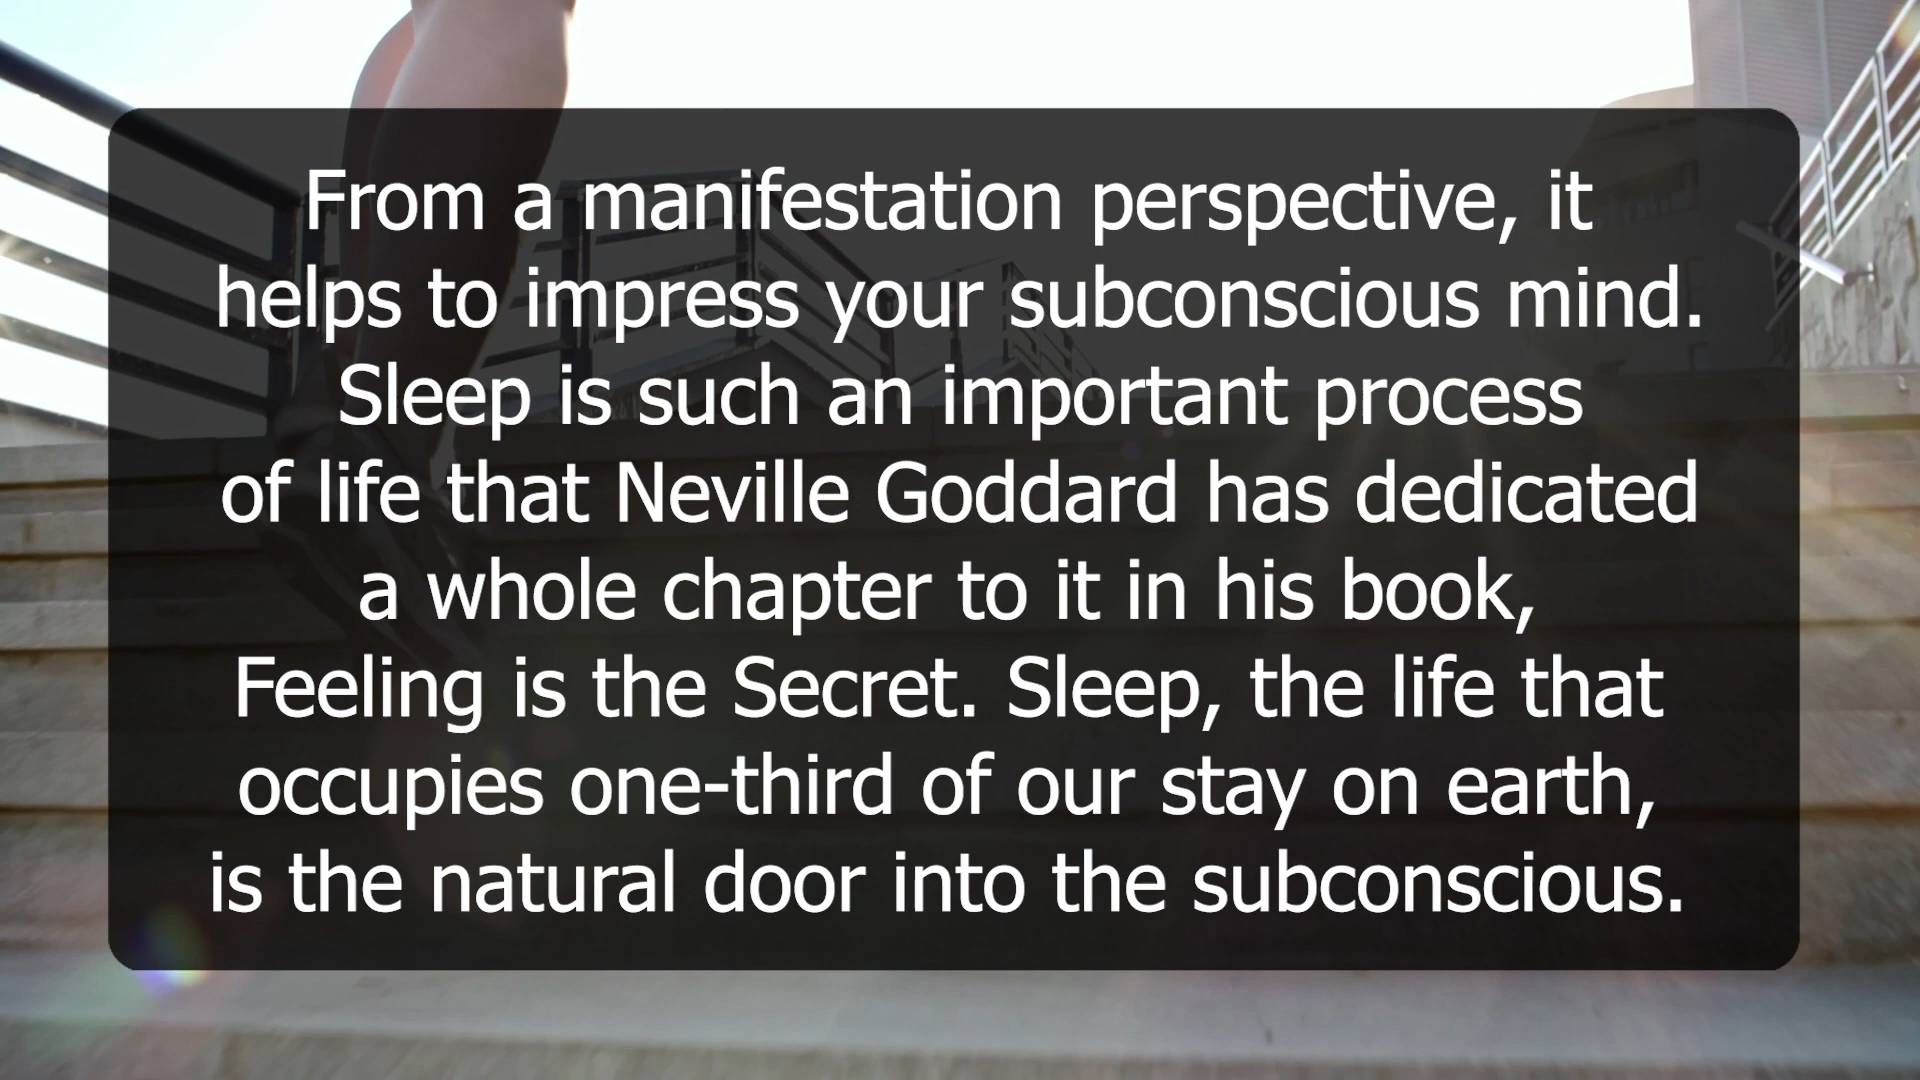 From a manifestation perspective, it
helps to impress your subconscious mind.
Sleep is such an important process
of life that Neville Goddard has dedicated
a whole chapter to it in his book,
Feeling is the Secret. Sleep, the life that
occupies one-third of our stay on earth,
is the natural door into the subconscious.